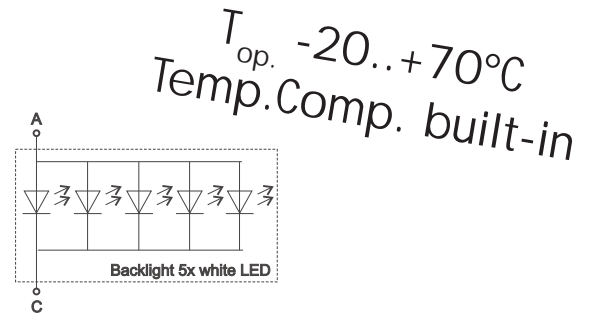 Top. -20..+70°C
Temp.Comp. built-in
A
Backlight 5x white LED
C